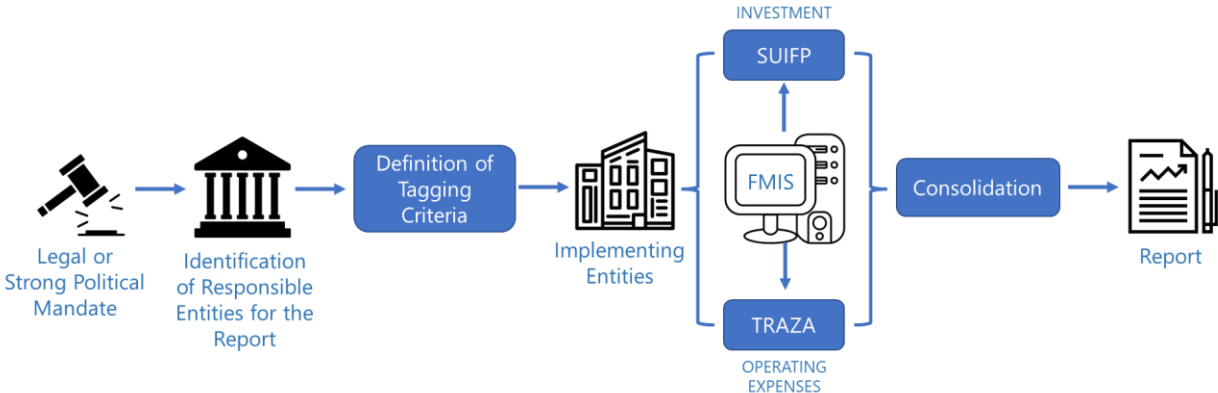 Legal or
Strong Political
Mandate
Identification
of Responsible
Entities for the
Report
Definition of
Tagging
Criteria
Implementing
Entities
INVESTMENT
SUIFP
FMIS
TRAZA
OPERATING
EXPENSES
Consolidation
Report